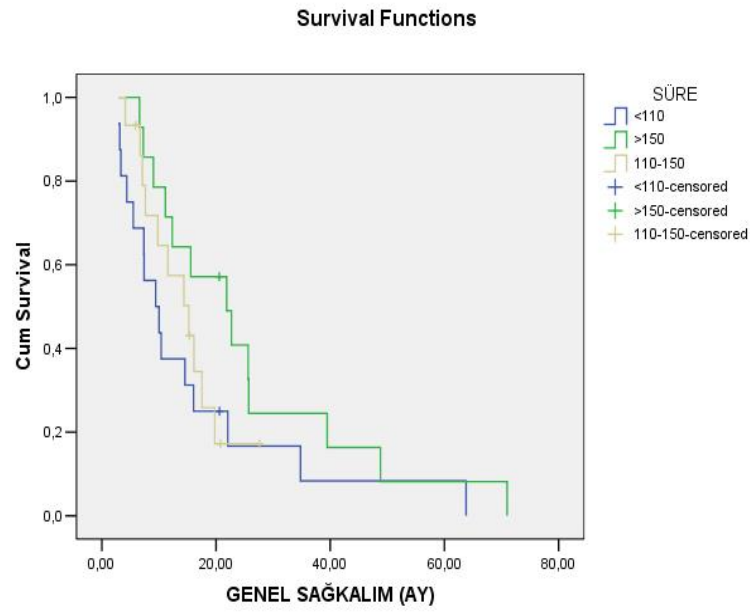 Survival Functions
SÜRE
<110
>150
110-150
<110-censored
>150-censored
110-150-censored
Cum Survival
1,0
0,8
0,6
0,4
0,2
0,0
0,00 20,00 40,00 60,00 80,00
GENEL SAĞKALIM (AY)